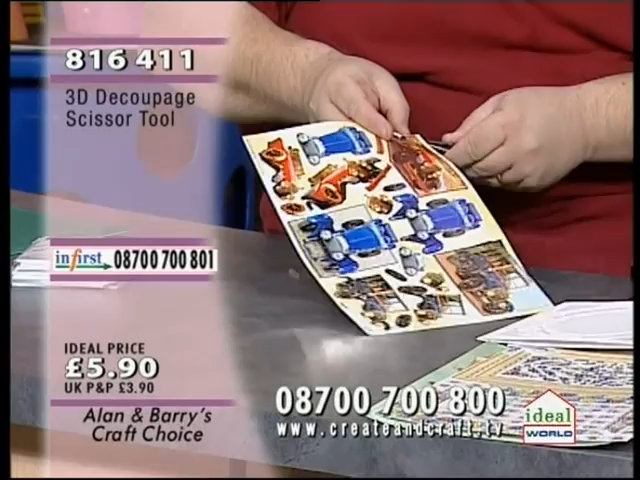 816 411
3D Decoupage
Scissor Tool
infirst 08700 700 801
IDEAL PRICE
£5.90
UK P&P £3.90
Alan & Barry's
Craft Choice
08700 700 800
www.createandcraft.tv
ideal
WORLD